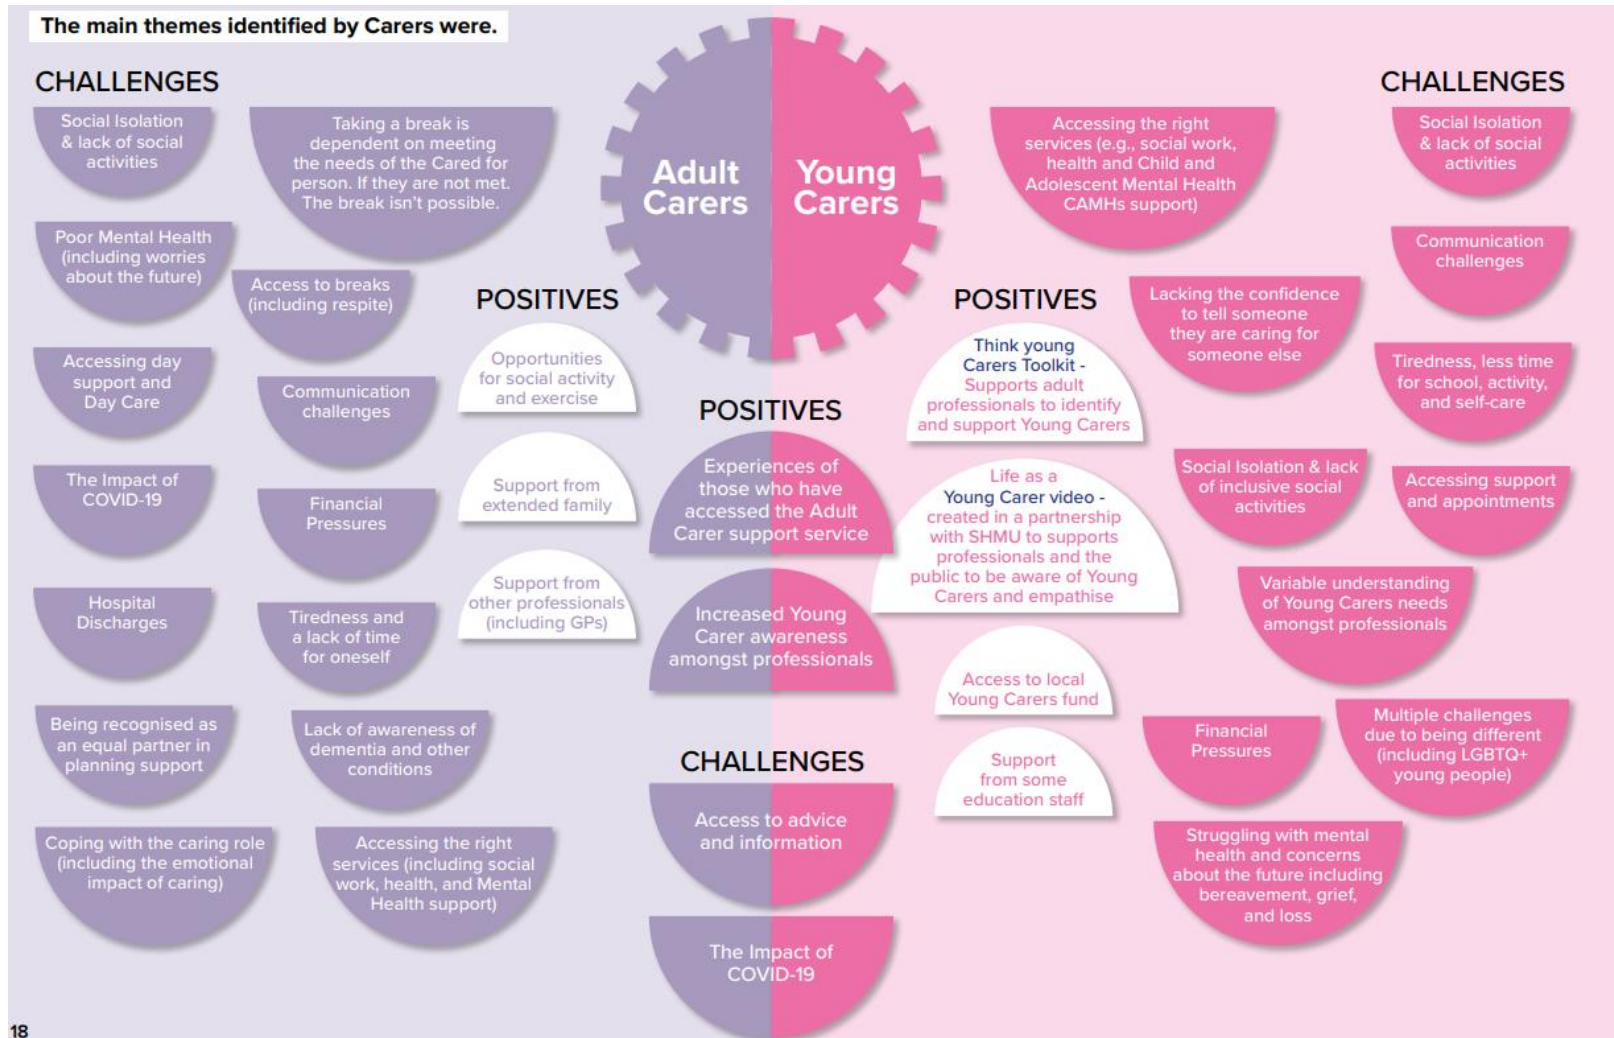 The main themes identified by Carers were.
Adult
Carers
Young
Carers
CHALLENGES
Social Isolation
& lack of social
activities
Taking a break is
dependent on meeting
the needs of the Cared for
person. If they are not met.
The break isn't possible.
Poor Mental Health
(including worries
about the future)
Access to breaks
(including respite)
Accessing day
support and
Day Care
Communication
challenges
The Impact of
COVID-19
Financial
Pressures
Hospital
Discharges
Tiredness and
a lack of time
for oneself
Being recognised as
an equal partner in
planning support
Lack of awareness of
dementia and other
conditions
Coping with the caring role
(including the emotional
impact of caring)
Accessing the right
services (including social
work, health, and Mental
Health support)
POSITIVES
Opportunities
for social activity
and exercise
Support from
extended family
Support from
other professionals
(including GPs)
POSITIVES
Experiences of
those who have
accessed the Adult
Carer support service
Increased Young
Carer awareness
amongst professionals
CHALLENGES
Access to advice
and information
The Impact of
COVID-19
POSITIVES
Think young
Carers Toolkit -
Supports adult
professionals to identify
and support Young Carers
Life as a
Young Carer video -
created in a partnership
with SHMU to supports
professionals and the
public to be aware of Young
Carers and empathise
Access to local
Young Carers fund
Support
from some
education staff
CHALLENGES
Accessing the right
services (e.g., social work,
health and Child and
Adolescent Mental Health
CAMHs support)
Social Isolation
& lack of social
activities
Communication
challenges
Lacking the confidence
to tell someone
they are caring for
someone else
Tiredness, less time
for school, activity,
and self-care
Social Isolation & lack
of inclusive social
activities
Accessing support
and appointments
Variable understanding
of Young Carers needs
amongst professionals
Financial
Pressures
Multiple challenges
due to being different
(including LGBTQ+
young people)
Struggling with mental
health and concerns
about the future including
bereavement, grief,
and loss
18